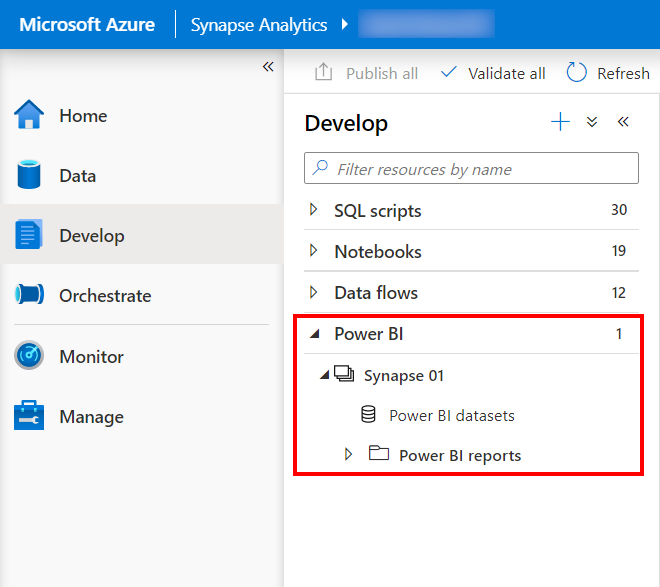 Microsoft Azure
Synapse Analytics
Publish all
Validate all
Refresh
Home
Data
Develop
Orchestrate
Monitor
Manage
Develop
Filter resources by name
SQL scripts 30
Notebooks 19
Data flows 12
Power BI 1
Synapse 01
Power BI datasets
Power BI reports